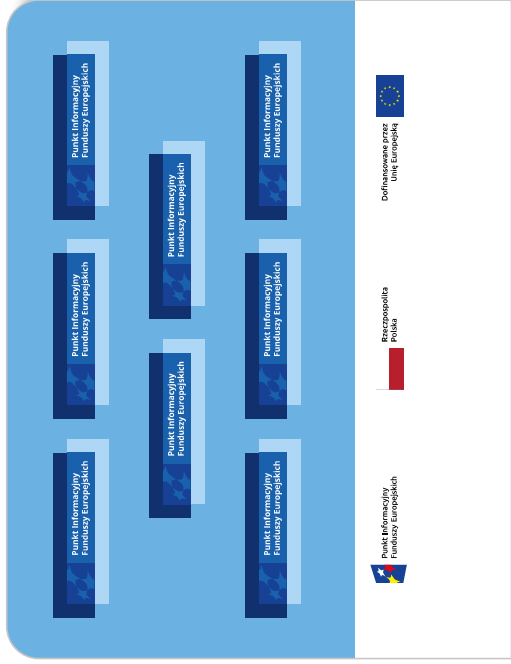 Punkt Informacyjny
Funduszy Europejskich
Punkt Informacyjny
Funduszy Europejskich
Punkt Informacyjny
Funduszy Europejskich
Punkt Informacyjny
Funduszy Europejskich
Punkt Informacyjny
Funduszy Europejskich
Punkt Informacyjny
Funduszy Europejskich
Punkt Informacyjny
Funduszy Europejskich
Punkt Informacyjny
Funduszy Europejskich
Punkt Informacyjny
Funduszy Europejskich
Rzeczpospolita
Polska
Dofinansowane przez
Unię Europejską